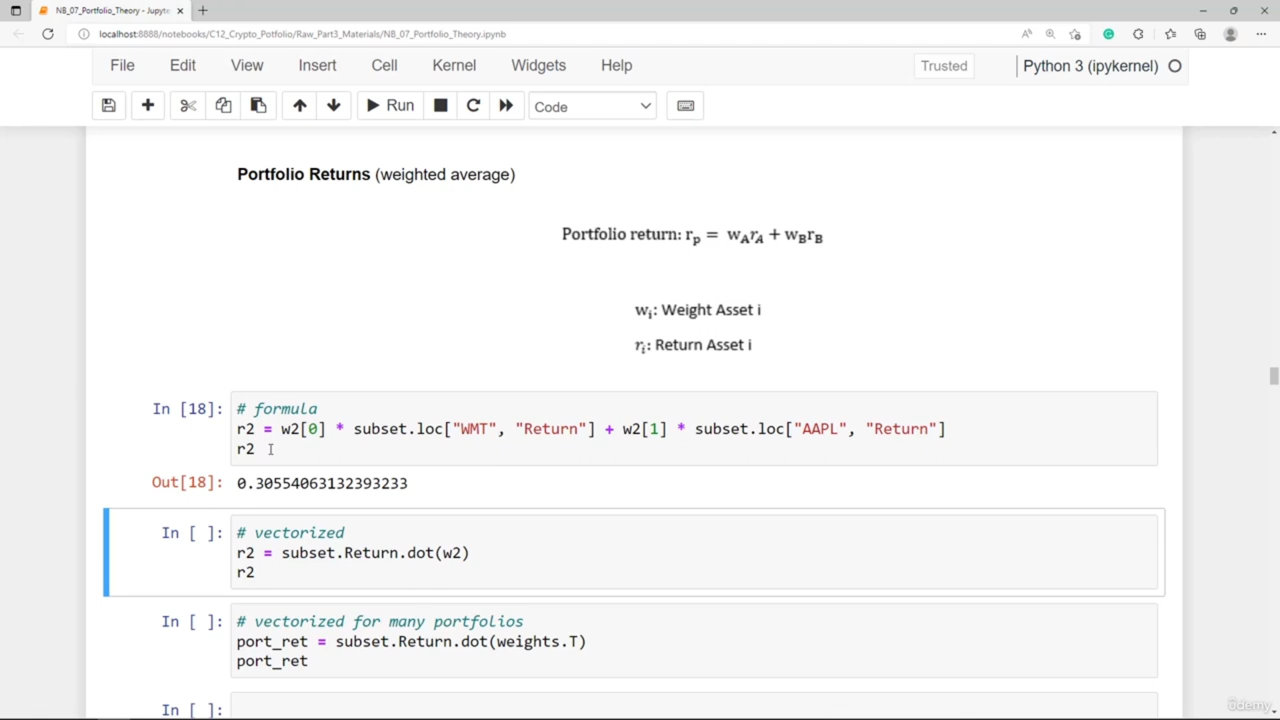 NB_07_Portfolio_Theory - Jupyte
localhost:8888/notebooks/C12_Crypto_Potfolio/Raw_Part3_Materials/NB_07_Portfolio_Theory.ipynb
File Edit View Insert Cell Kernel Widgets Help Trusted Python 3 (ipykernel)
Run Code
Portfolio Returns (weighted average)
Portfolio return: rp = wArA + wBrB
wi: Weight Asset i
ri: Return Asset i
In [18]: # formula
r2 = w2[0] * subset.loc["WMT", "Return"] + w2[1] * subset.loc["AAPL", "Return"]
r2
Out[18]: 0.30554063132393233
In [ ]: # vectorized
r2 = subset.Return.dot(w2)
r2
In [ ]: # vectorized for many portfolios
port_ret = subset.Return.dot(weights.T)
port_ret
In [ ]:
ûdemy